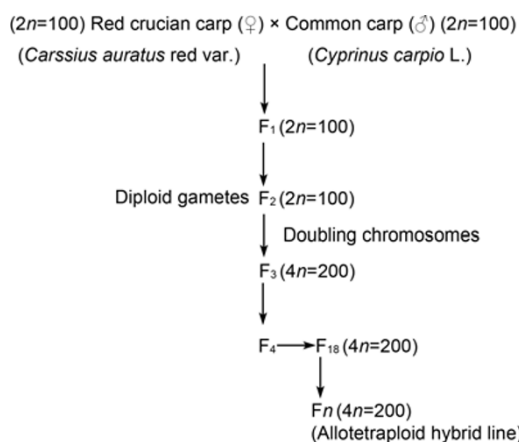 (2n=100) Red crucian carp (♀) × Common carp (♂) (2n=100)
(Carssius auratus red var.) (Cyprinus carpio L.)
F₁(2n=100)
Diploid gametes F₂(2n=100)
Doubling chromosomes
F₃(4n=200)
F₄ F₁₈(4n=200)
Fn(4n=200)
(Allotetraploid hybrid line)